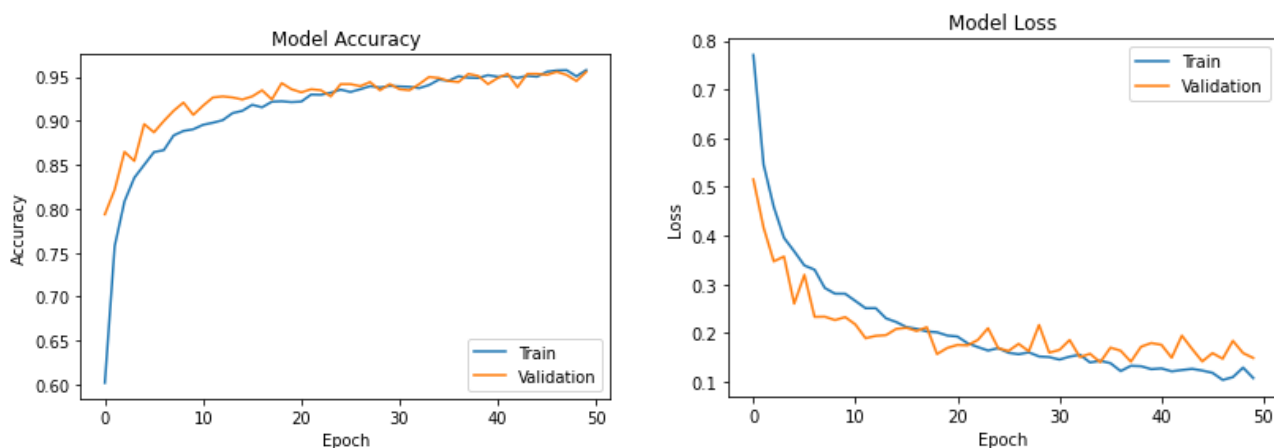 Model Accuracy
0.95
0.90
0.85
0.80
0.75
0.70
0.65
0.60
Accuracy
Train
Validation
0 10 20 30 40 50
Epoch
Model Loss
0.8
0.7
0.6
0.5
0.4
0.3
0.2
0.1
Loss
Train
Validation
0 10 20 30 40 50
Epoch